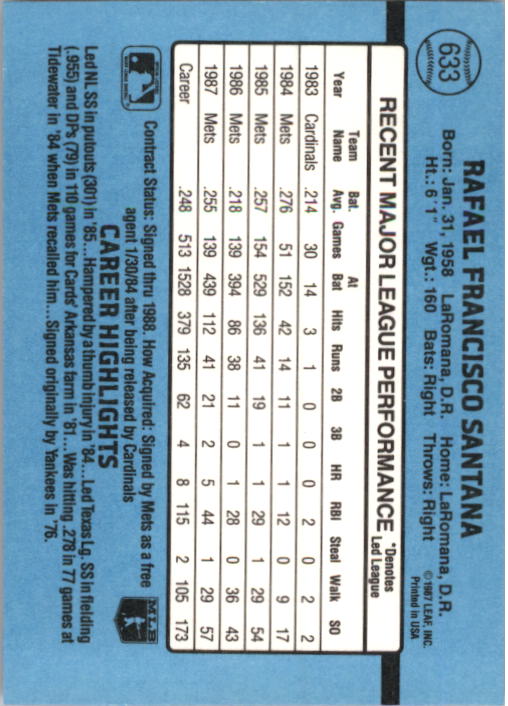 633
RAFAEL FRANCISCO SANTANA
Born: Jan. 31, 1958 LaRomana, D.R. Home: LaRomana, D.R.
Ht.: 6'1" Wgt.: 160 Bats: Right Throws: Right
©1987 LEAF, INC.
Printed in USA
RECENT MAJOR LEAGUE PERFORMANCE *Denotes Led League
Year Team Name Bat. Avg. Games At Bat Hits Runs 2B 3B HR RBI Steal Walk SO
1983 Cardinals .214 30 14 3 1 0 0 0 2 0 2 2
1984 Mets .276 51 152 42 14 11 1 1 12 0 9 17
1985 Mets .257 154 529 136 41 19 1 1 29 1 29 54
1986 Mets .218 139 394 86 38 11 0 1 28 0 36 43
1987 Mets .255 139 439 112 41 21 2 5 44 1 29 57
Career .248 513 1528 379 135 62 4 8 115 2 105 173
Contract Status: Signed thru 1988. How Acquired: Signed by Mets as a free
agent 1/30/84 after being released by Cardinals
MLB
CAREER HIGHLIGHTS
Led NL SS in putouts (301) in '85...Hampered by a thumb injury in '84...Led Texas Lg. SS in fielding
(.955) and DPs (79) in 110 games for Cards' Arkansas farm in '81...Was hitting .278 in 77 games at
Tidewater in '84 when Mets recalled him...Signed originally by Yankees in '76.